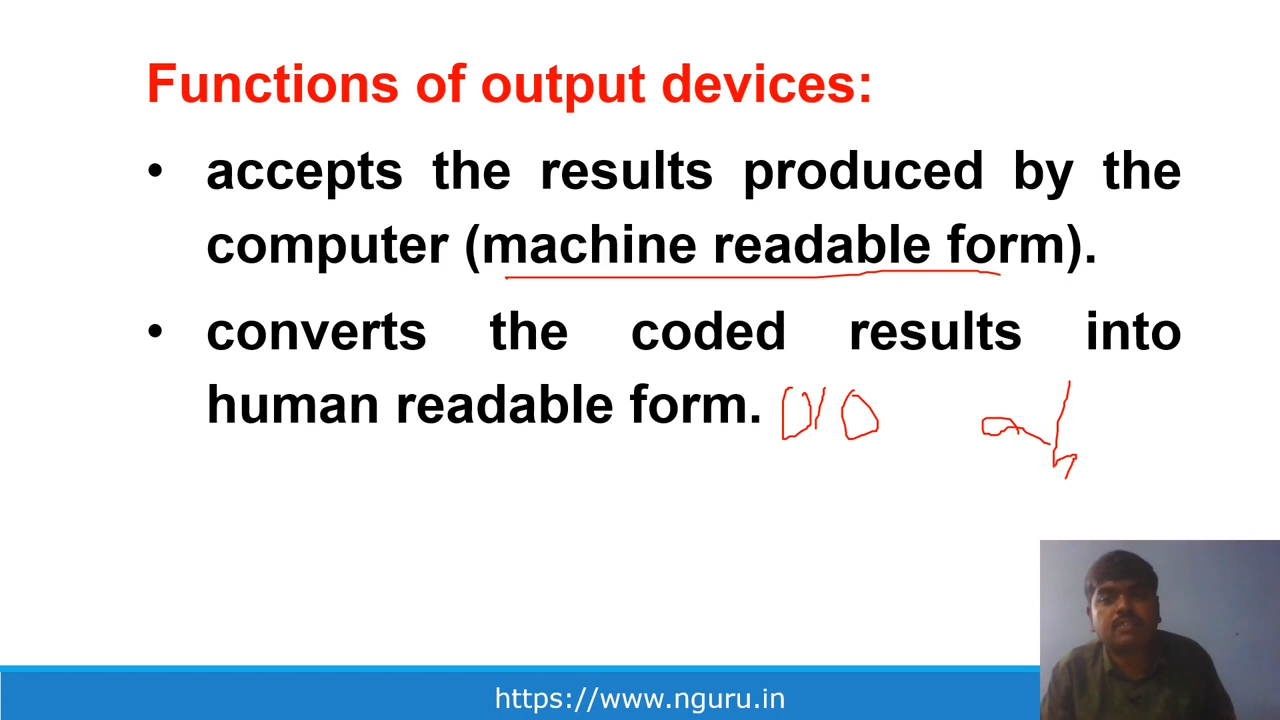 Functions of output devices:
• accepts the results produced by the
computer (machine readable form).
• converts the coded results into
human readable form. 010
https://www.nguru.in